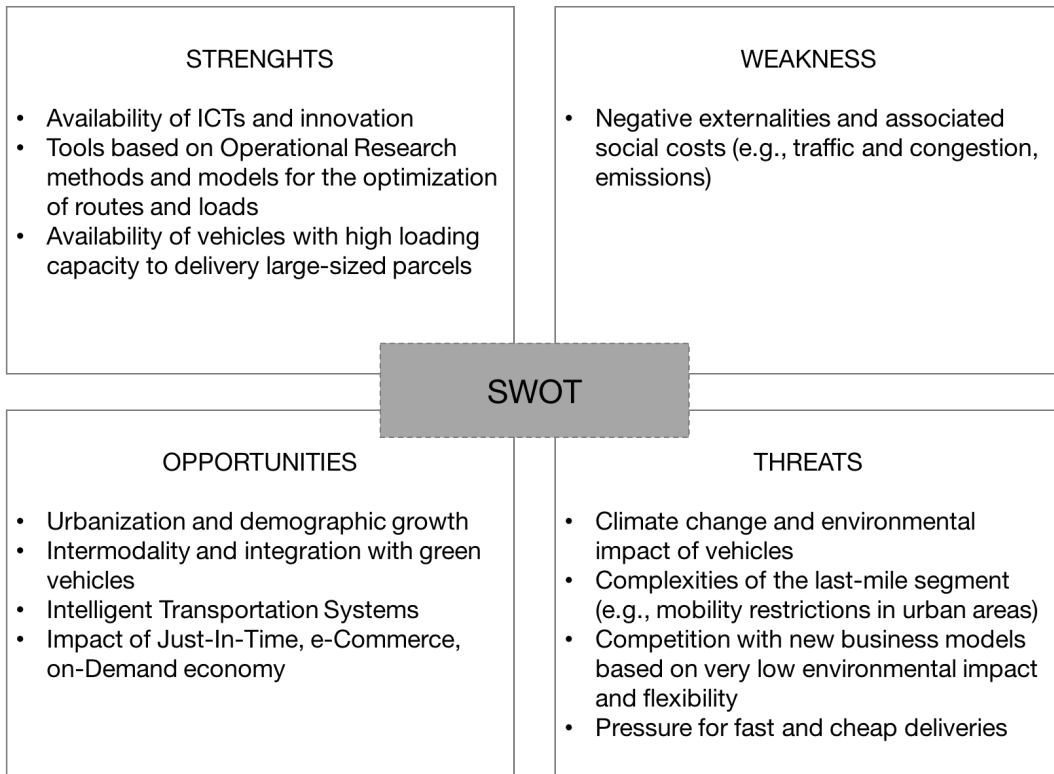 STRENGHTS
• Availability of ICTs and innovation
• Tools based on Operational Research
methods and models for the optimization
of routes and loads
• Availability of vehicles with high loading
capacity to delivery large-sized parcels
WEAKNESS
• Negative externalities and associated
social costs (e.g., traffic and congestion,
emissions)
SWOT
OPPORTUNITIES
• Urbanization and demographic growth
• Intermodality and integration with green
vehicles
• Intelligent Transportation Systems
• Impact of Just-In-Time, e-Commerce,
on-Demand economy
THREATS
• Climate change and environmental
impact of vehicles
• Complexities of the last-mile segment
(e.g., mobility restrictions in urban areas)
• Competition with new business models
based on very low environmental impact
and flexibility
• Pressure for fast and cheap deliveries